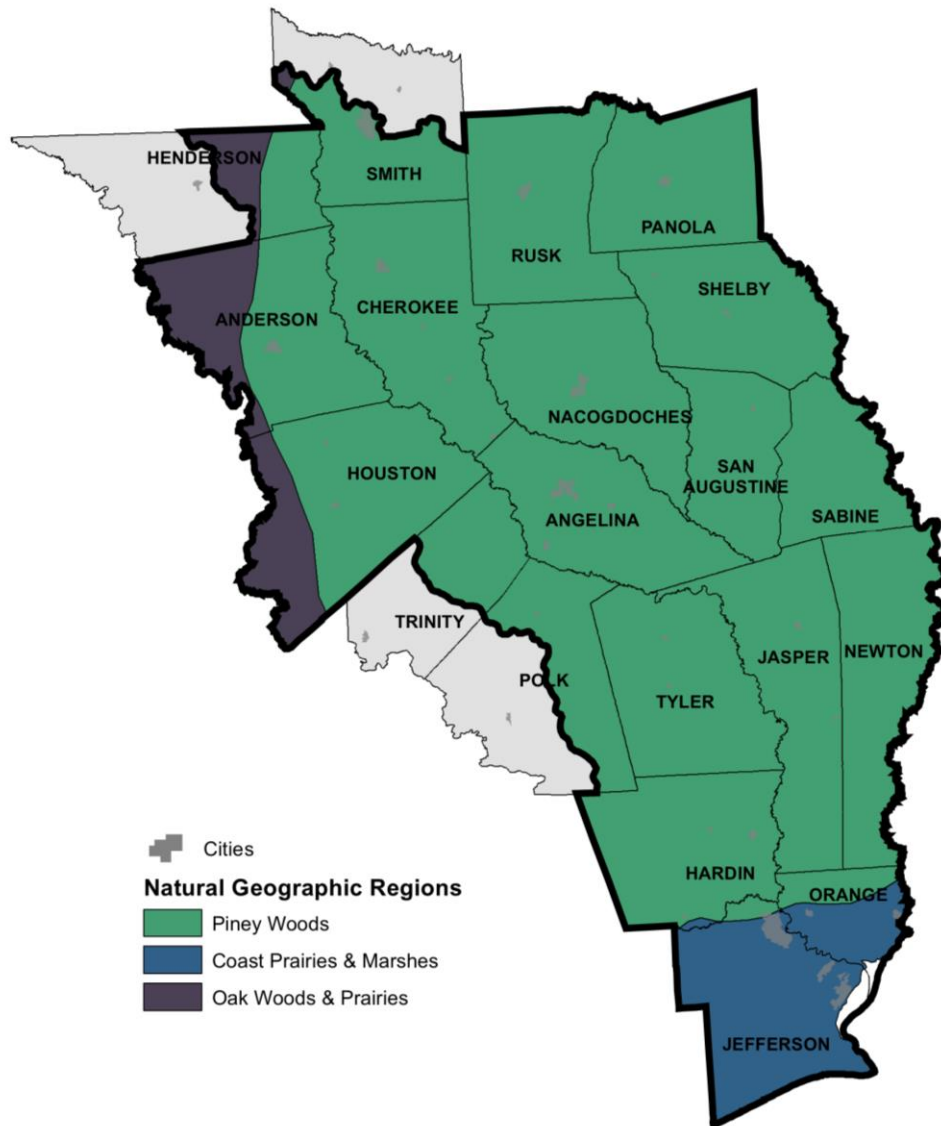 HENDERSON
SMITH
PANOLA
RUSK
SHELBY
CHEROKEE
ANDERSON
NACOGDOCHES
HOUSTON
SAN
AUGUSTINE
ANGELINA
SABINE
TRINITY
JASPER
NEWTON
POLK
TYLER
HARDIN
ORANGE
JEFFERSON
Cities
Natural Geographic Regions
Piney Woods
Coast Prairies & Marshes
Oak Woods & Prairies